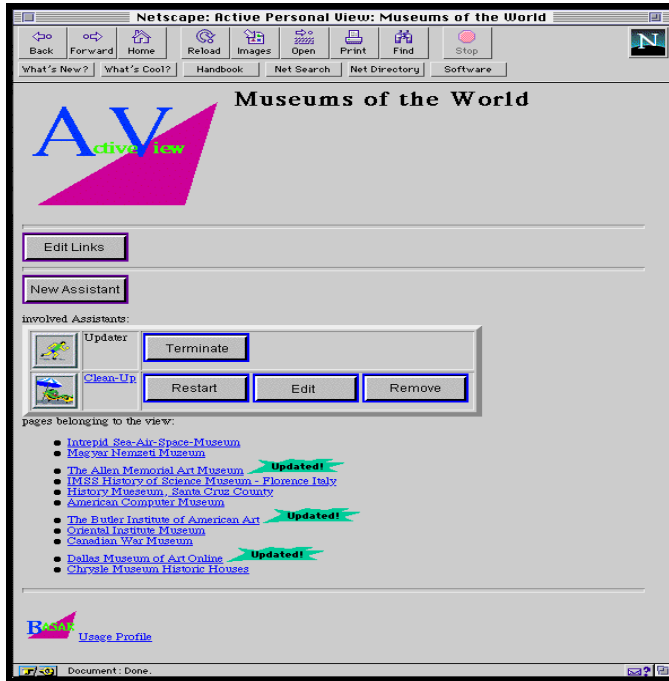 Netscape: Active Personal View: Museums of the World
Back Forward Home Reload Images Open Print Find Stop
N
What's New? What's Cool? Handbook Net Search Net Directory Software
Museums of the World
Active View
Edit Links
New Assistant
involved Assistants:
Updater Terminate
Clean-Up Restart Edit Remove
pages belonging to the view:
Intrepid Sea-Air-Space-Museum
Magyar Nemzeti Muzeum
The Allen Memorial Art Museum Updated!
IMSS History of Science Museum - Florence Italy
History Mueseum, Santa Cruz County
American Computer Museum
The Butler Institute of American Art Updated!
Oriental Institute Museum
Canadian War Museum
Dallas Museum of Art Online Updated!
Chrysle Museum Historic Houses
BASAR Usage Profile
Document: Done.
?